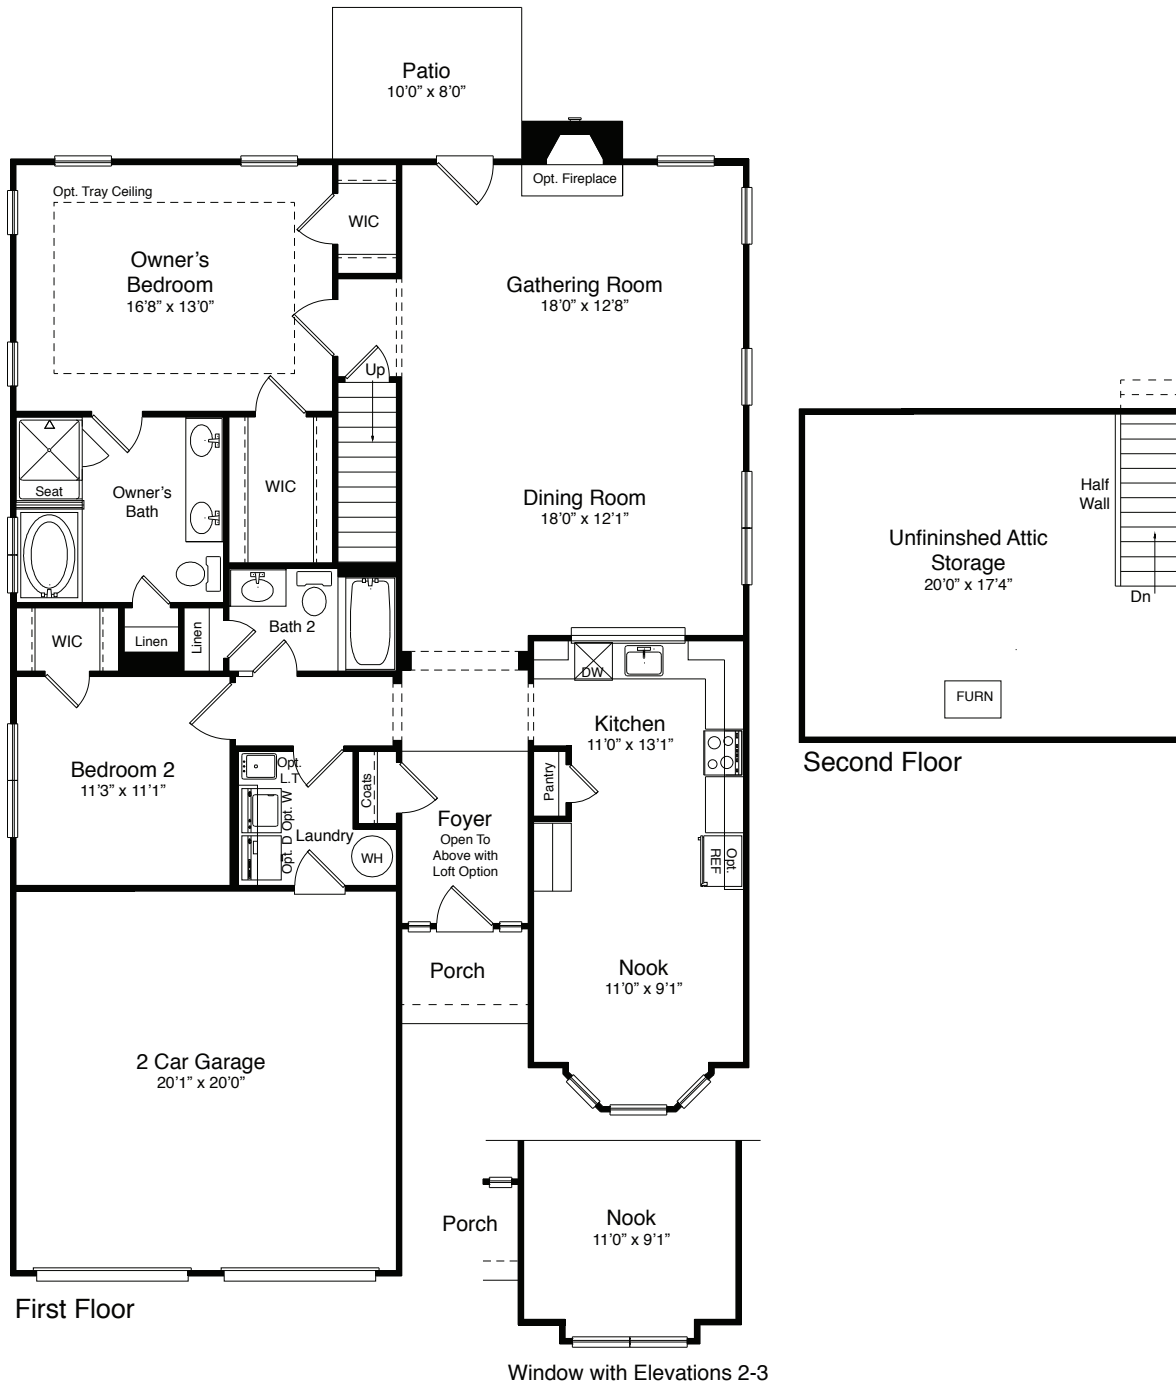 Patio
10’0” x 8’0”
Opt. Fireplace
Opt. Tray Ceiling
WIC
Owner’s
Bedroom
16’8” x 13’0”
Gathering Room
18’0” x 12’8”
Up
Seat
Owner’s
Bath
WIC
Dining Room
18’0” x 12’1”
Half
Wall
Unfininshed Attic
Storage
20’0” x 17’4”
Dn
WIC
Linen
Linen
Bath 2
DW
FURN
Kitchen
11’0” x 13’1”
Second Floor
Bedroom 2
11’3” x 11’1”
Opt.
L.T
Opt. W
Opt. D
Laundry
Coats
WH
Foyer
Open To
Above with
Loft Option
Pantry
Opt.
REF
Porch
Nook
11’0” x 9’1”
2 Car Garage
20’1” x 20’0”
Porch
Nook
11’0” x 9’1”
First Floor
Window with Elevations 2-3